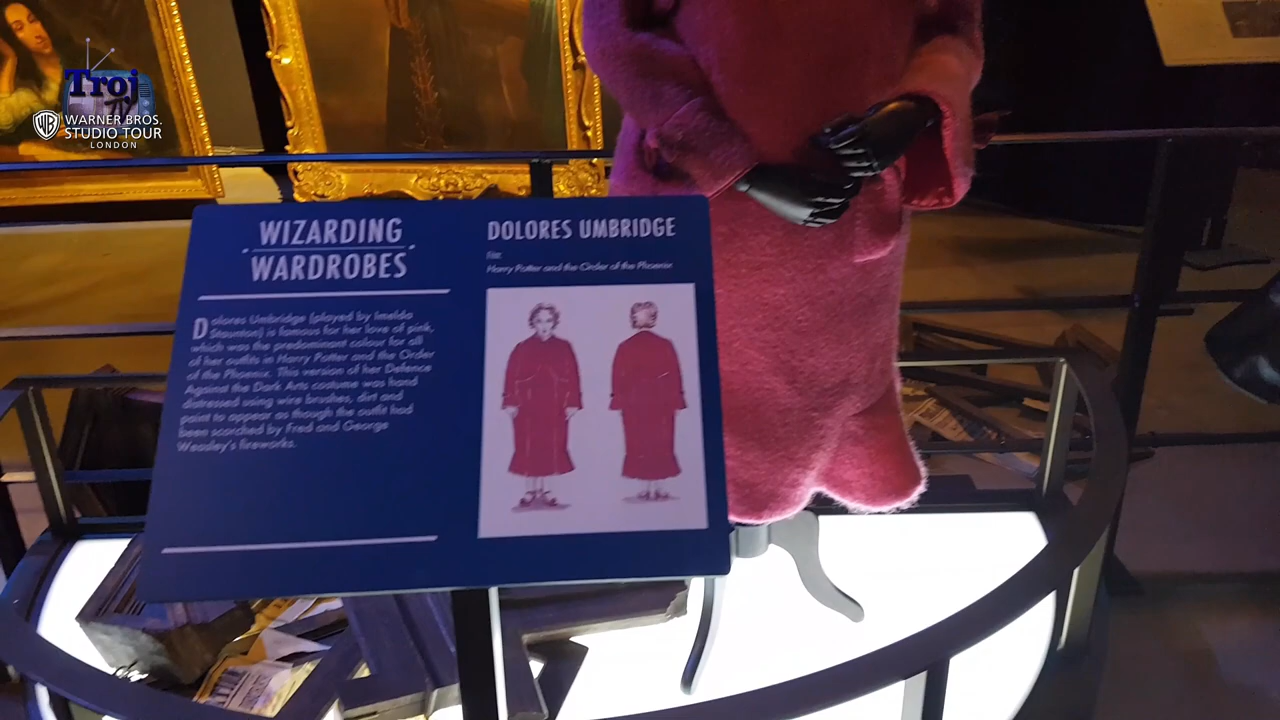 Troj
TV
WB
WARNER BROS.
STUDIO TOUR
LONDON
WIZARDING
WARDROBES
Dolores Umbridge (played by Imelda
Staunton) is famous for her love of pink,
which was the predominant colour for all
of her outfits in Harry Potter and the Order
of the Phoenix. This version of her Defence
Against the Dark Arts costume was hand
distressed using wire brushes, dirt and
paint to appear as though the outfit had
been scorched by Fred and George
Weasley's fireworks.
DOLORES UMBRIDGE
Harry Potter and the Order of the Phoenix